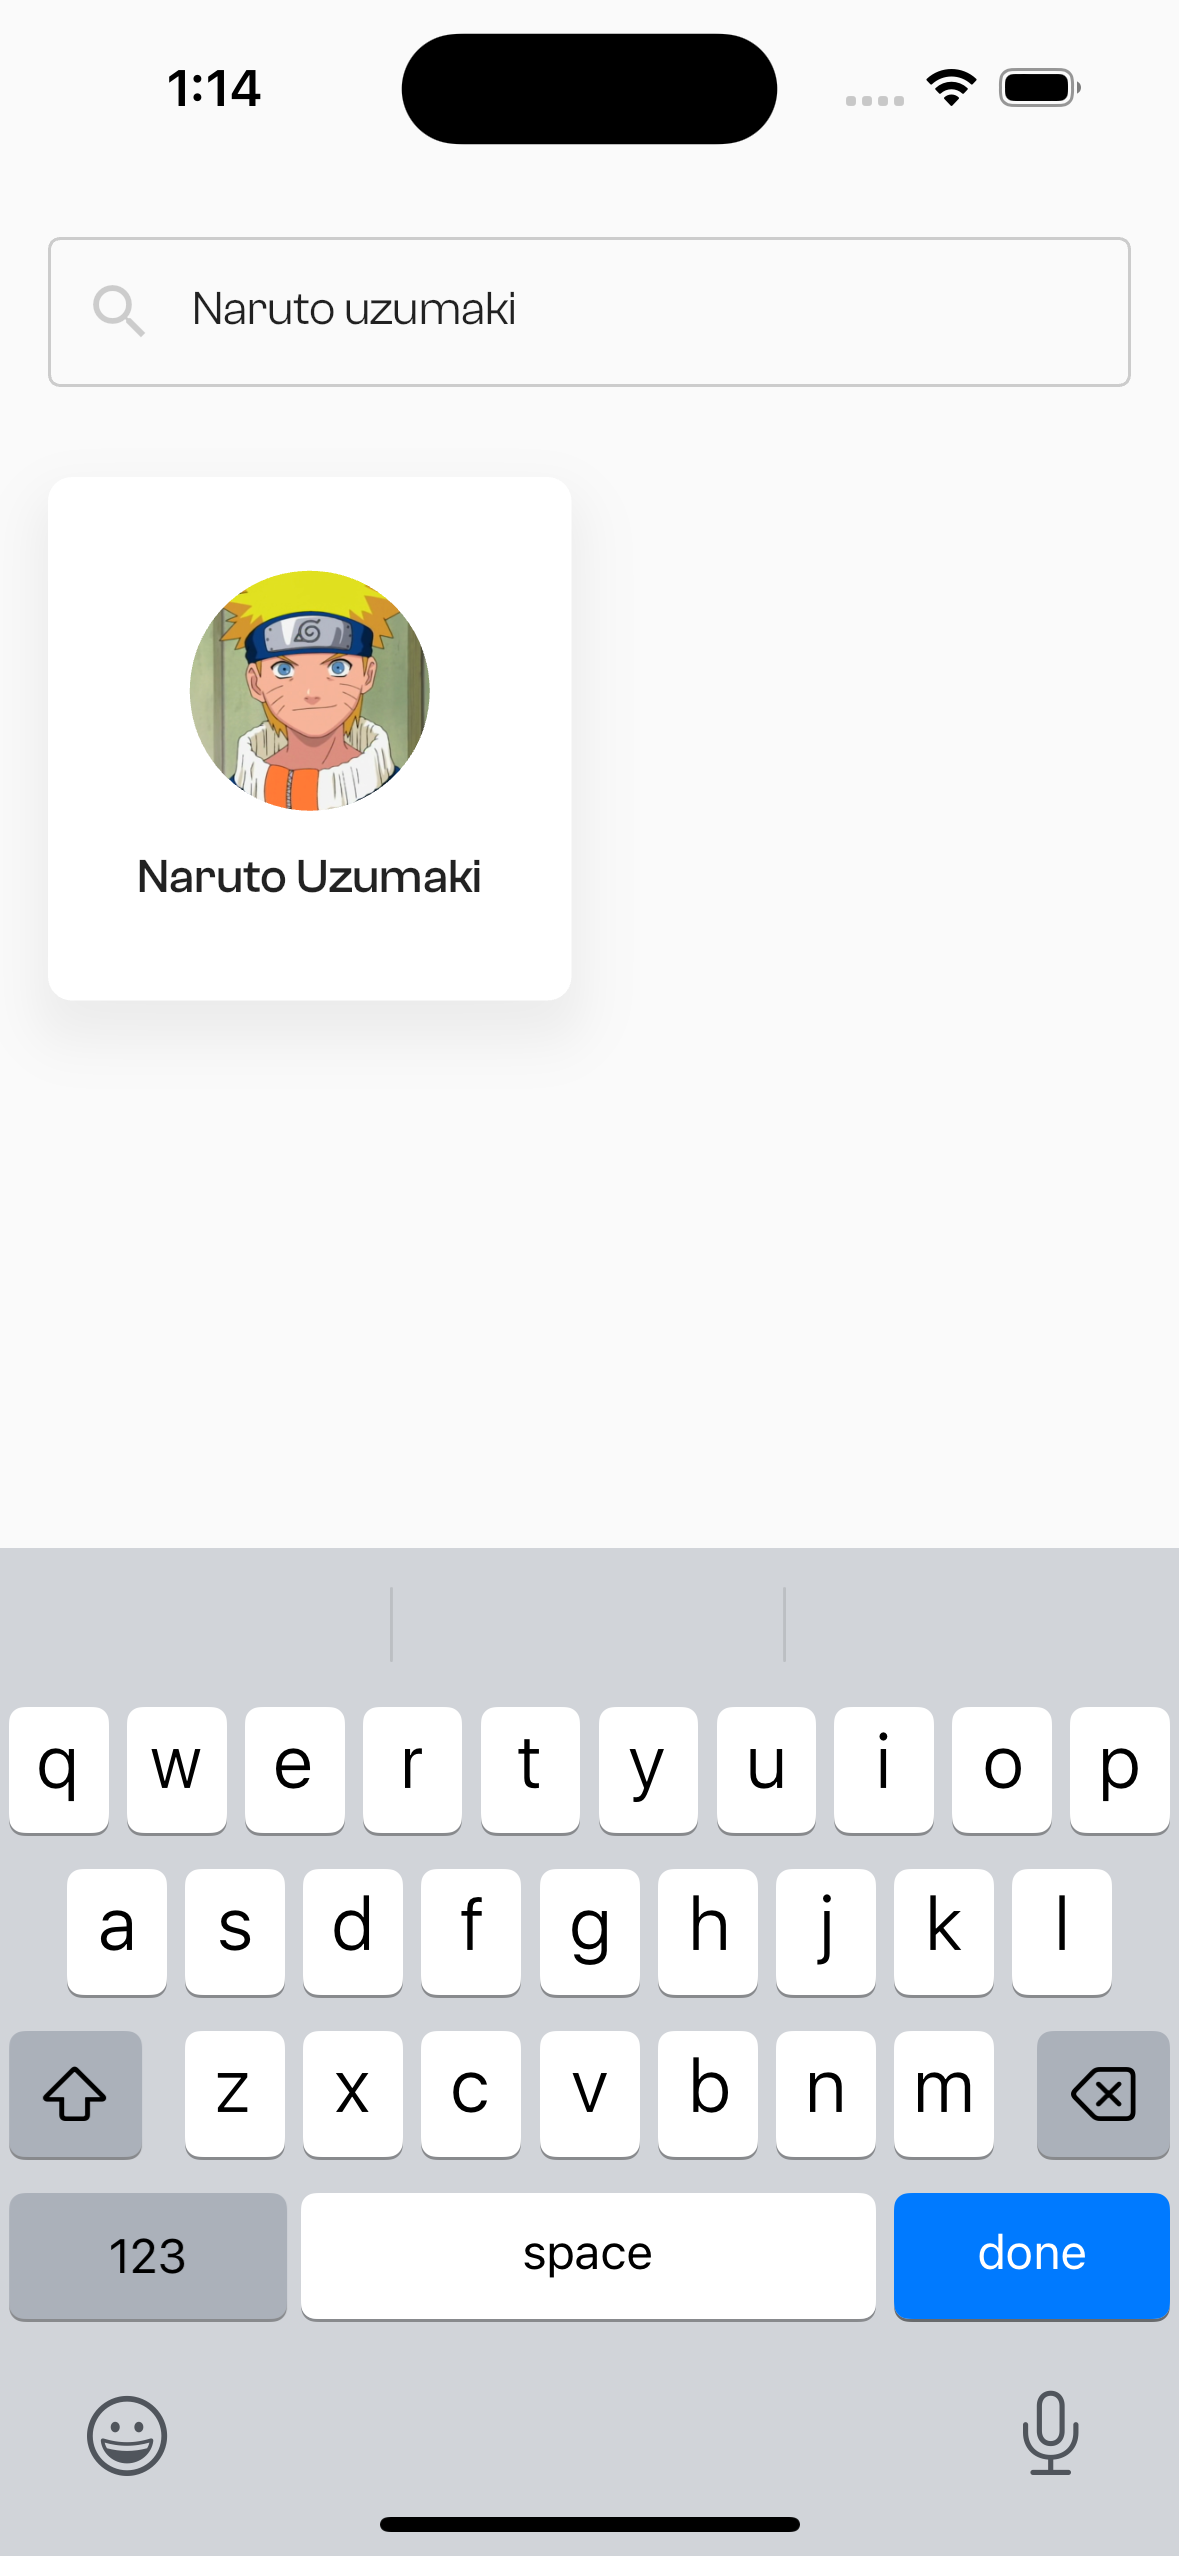 1:14
Naruto uzumaki
Naruto Uzumaki
q w e r t y u i o p
a s d f g h j k l
z x c v b n m
123 space done